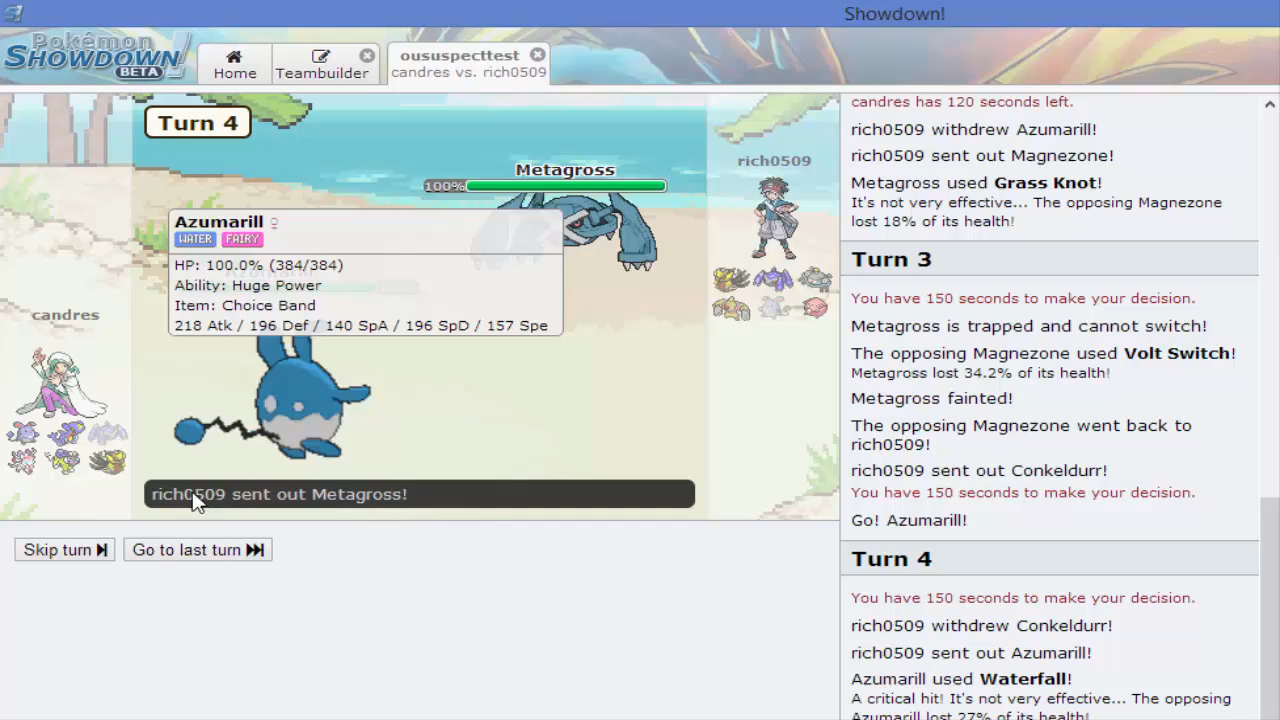 Showdown!
Pokémon
SHOWDOWN!
BETA
Home
Teambuilder
oususpecttest
candres vs. rich0509
Turn 4
Metagross
100%
rich0509
Azumarill ♀
WATER FAIRY
HP: 100.0% (384/384)
Ability: Huge Power
Item: Choice Band
218 Atk / 196 Def / 140 SpA / 196 SpD / 157 Spe
candres
rich0509 sent out Metagross!
Skip turn
Go to last turn
candres has 120 seconds left.
rich0509 withdrew Azumarill!
rich0509 sent out Magnezone!
Metagross used Grass Knot!
It's not very effective... The opposing Magnezone
lost 18% of its health!
Turn 3
You have 150 seconds to make your decision.
Metagross is trapped and cannot switch!
The opposing Magnezone used Volt Switch!
Metagross lost 34.2% of its health!
Metagross fainted!
The opposing Magnezone went back to
rich0509!
rich0509 sent out Conkeldurr!
You have 150 seconds to make your decision.
Go! Azumarill!
Turn 4
You have 150 seconds to make your decision.
rich0509 withdrew Conkeldurr!
rich0509 sent out Azumarill!
Azumarill used Waterfall!
A critical hit! It's not very effective... The opposing
Azumarill lost 27% of its health!